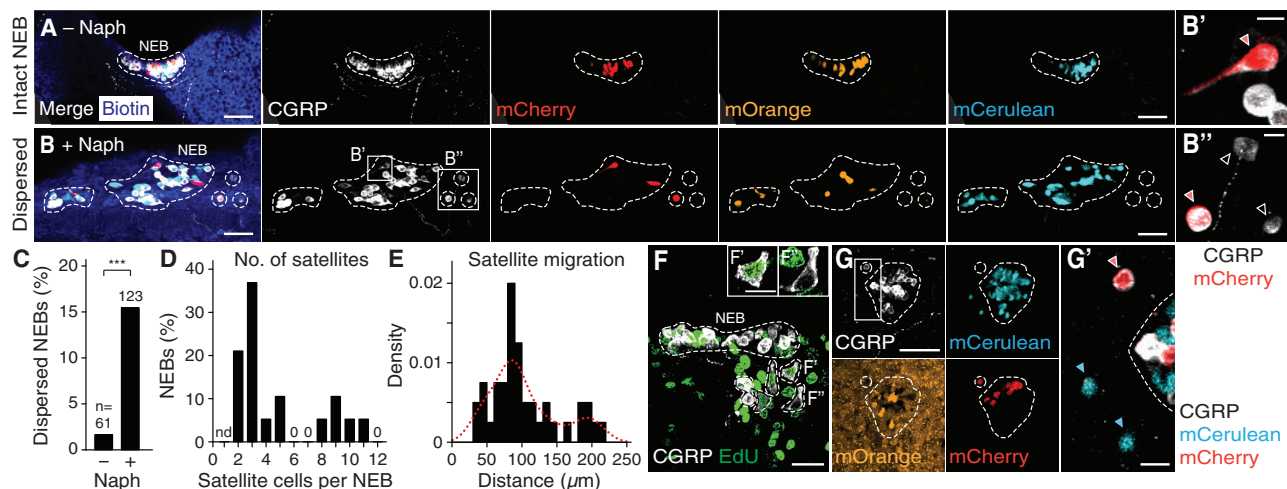 Intact NEB
A – Naph
NEB
Merge Biotin
CGRP
mCherry
mOrange
mCerulean
B'
Dispersed
B + Naph
NEB
B'
B''
B''
CGRP
mCherry
C
Dispersed NEBs (%)
20
15
10
5
0
***
123
n=
61
– +
Naph
D
No. of satellites
NEBs (%)
40
30
20
10
0
nd
0 0
0
2 4 6 8 10 12
Satellite cells per NEB
E
Satellite migration
Density
0.02
0.01
0
0 50 100 150 200 250
Distance (μm)
F
F'
F''
NEB
F'
F''
CGRP EdU
G
CGRP
mCerulean
mOrange
mCherry
G'
CGRP
mCerulean
mCherry